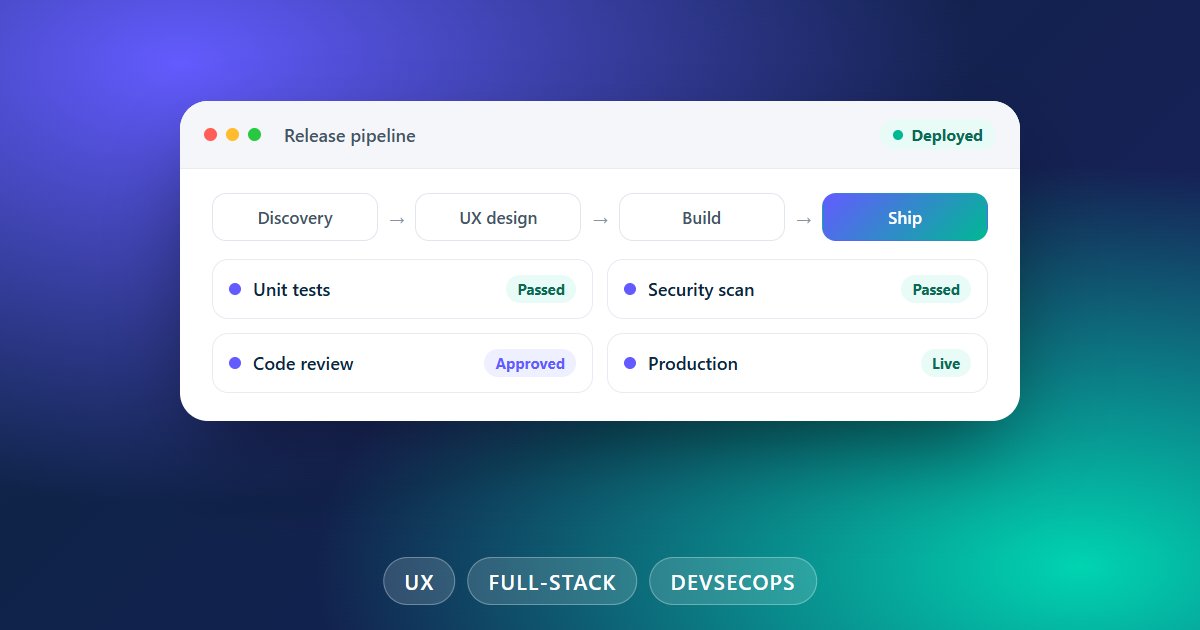 Release pipeline
Deployed
Discovery → UX design → Build → Ship
Unit tests Passed
Security scan Passed
Code review Approved
Production Live
UX FULL-STACK DEVSECOPS